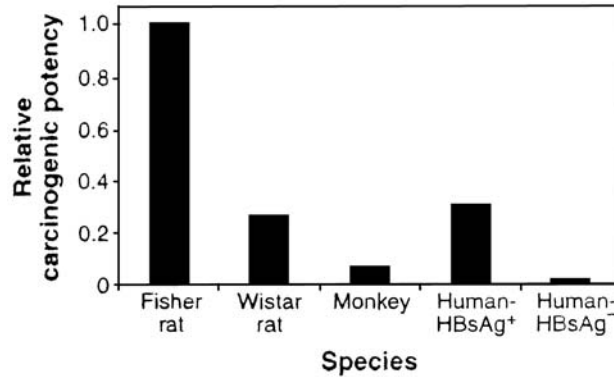 Relative
carcinogenic potency
1.0
0.8
0.6
0.4
0.2
0
Fisher
rat
Wistar
rat
Monkey
Human-
HBsAg⁺
Human-
HBsAg⁻
Species